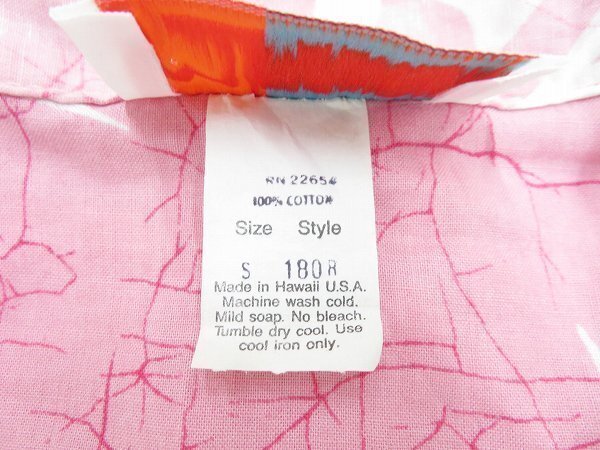 RN 22654
100% COTTON
Size Style
S 180R
Made in Hawaii U.S.A.
Machine wash cold.
Mild soap. No bleach.
Tumble dry cool. Use
cool iron only.